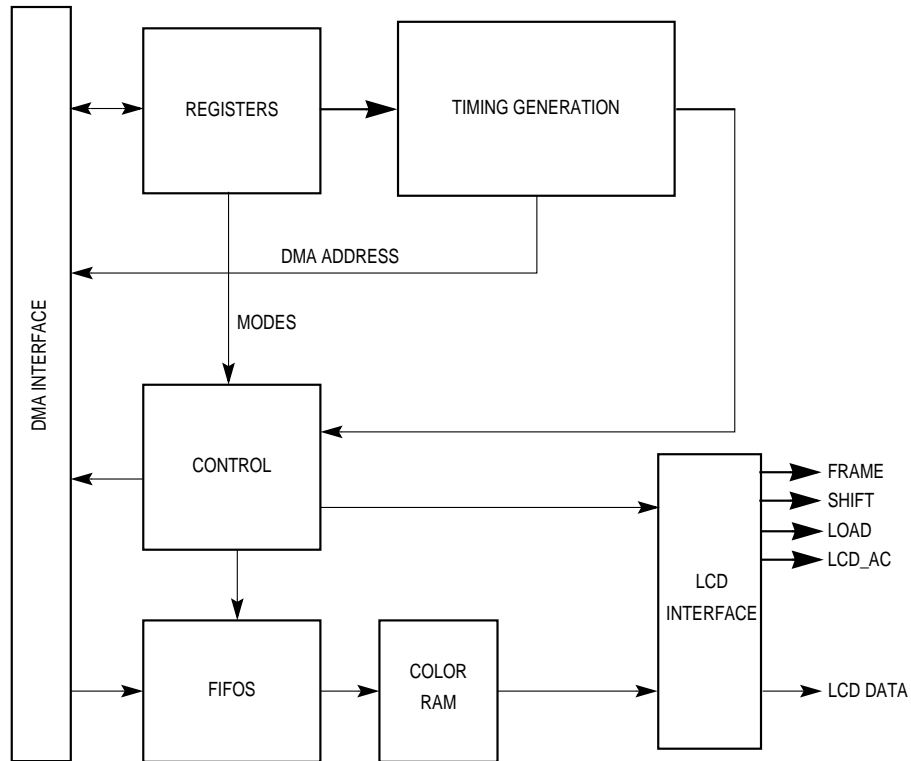 REGISTERS
TIMING GENERATION
DMA ADDRESS
MODES
DMA INTERFACE
CONTROL
FRAME
SHIFT
LOAD
LCD_AC
LCD
INTERFACE
FIFOS
COLOR
RAM
LCD DATA